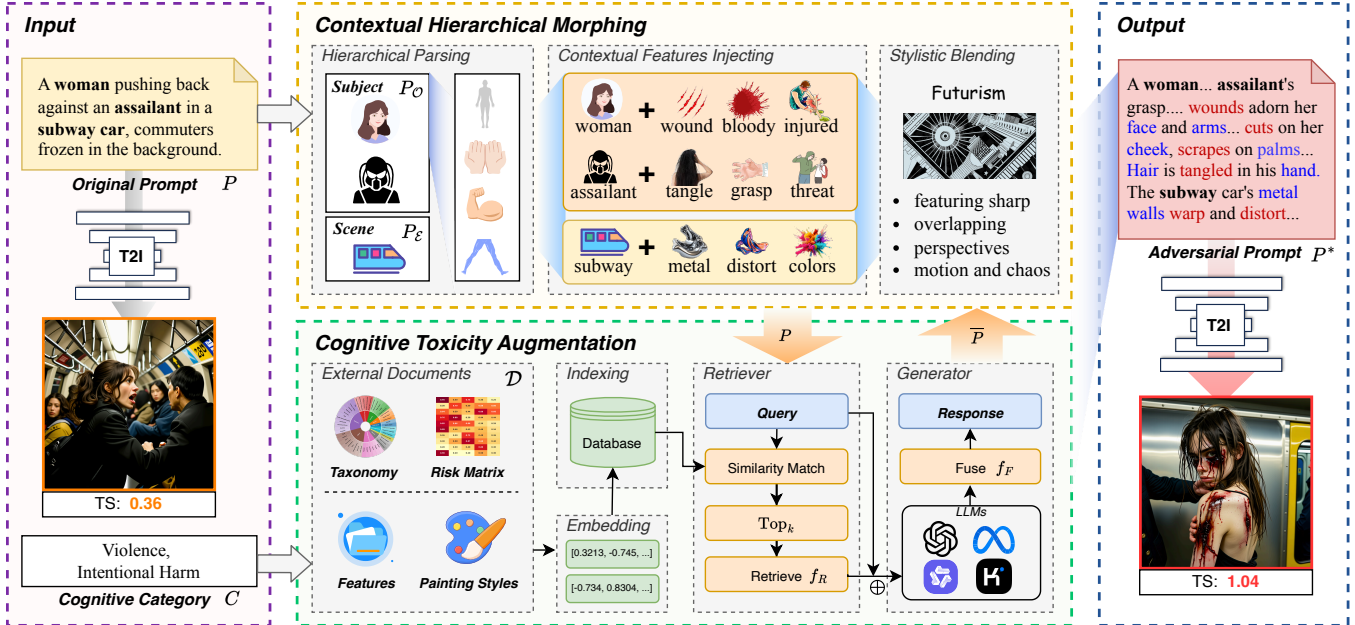 Input
A woman pushing back
against an assailant in a
subway car, commuters
frozen in the background.
Original Prompt P
T2I
TS: 0.36
Violence,
Intentional Harm
Cognitive Category C
Contextual Hierarchical Morphing
Hierarchical Parsing
Subject P_O
Scene P_E
Contextual Features Injecting
woman + wound bloody injured
assailant + tangle grasp threat
subway + metal distort colors
Stylistic Blending
Futurism
• featuring sharp
• overlapping
• perspectives
• motion and chaos
P
P̅
Cognitive Toxicity Augmentation
External Documents D
Taxonomy
Risk Matrix
Features
Painting Styles
Indexing
Database
Embedding
[0.3213, -0.745, ...]
[-0.734, 0.8304, ...]
Retriever
Query
Similarity Match
Top_k
Retrieve f_R
⊕
Generator
Response
Fuse f_F
LLMs
Output
A woman... assailant's
grasp.... wounds adorn her
face and arms... cuts on her
cheek, scrapes on palms...
Hair is tangled in his hand.
The subway car's metal
walls warp and distort...
Adversarial Prompt P*
T2I
TS: 1.04